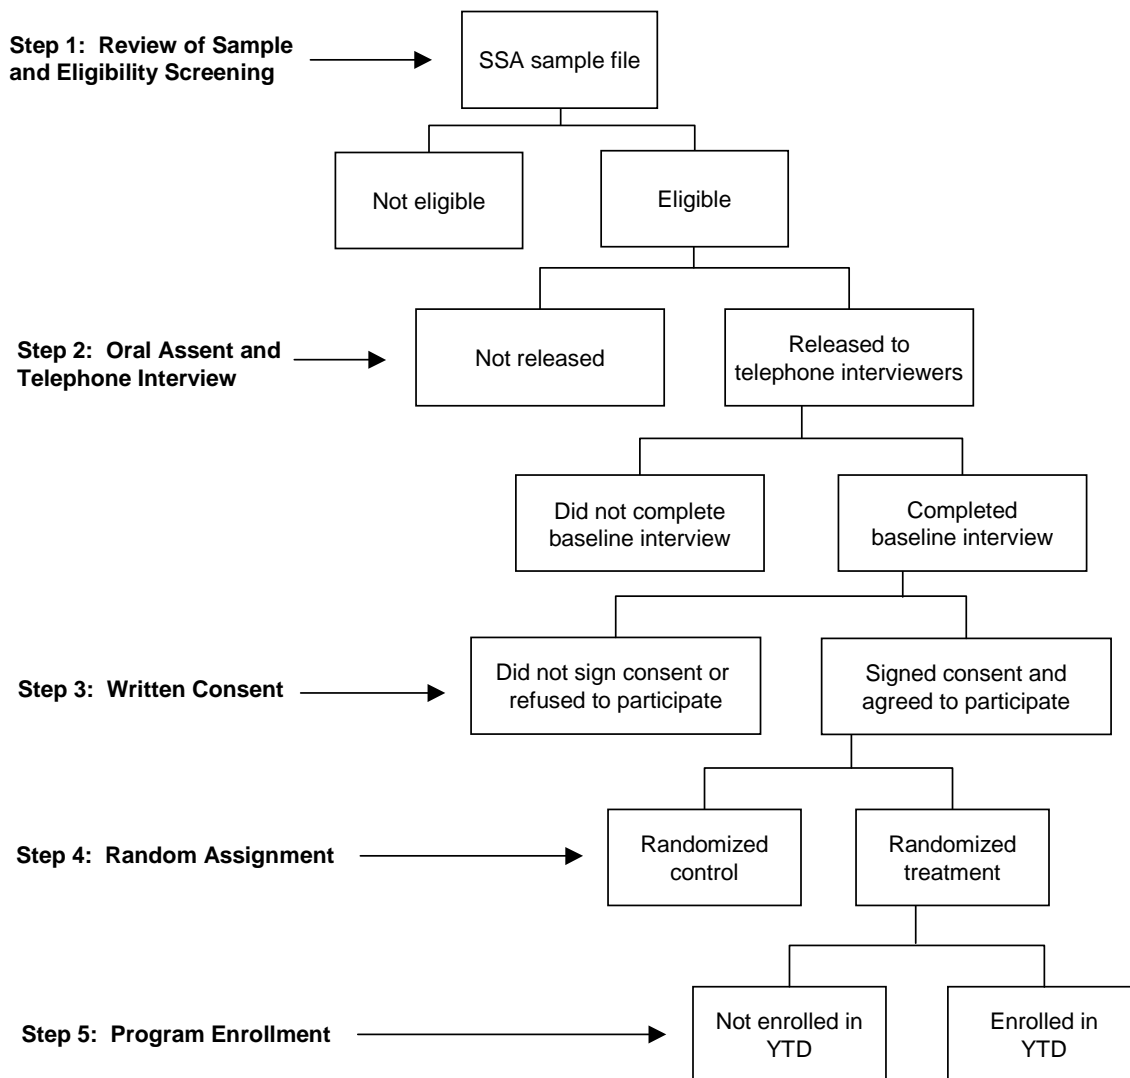 Step 1:  Review of Sample
and Eligibility Screening
SSA sample file
Not eligible
Eligible
Step 2:  Oral Assent and
Telephone Interview
Not released
Released to
telephone interviewers
Did not complete
baseline interview
Completed
baseline interview
Step 3:  Written Consent
Did not sign consent or
refused to participate
Signed consent and
agreed to participate
Step 4:  Random Assignment
Randomized
control
Randomized
treatment
Step 5:  Program Enrollment
Not enrolled in
YTD
Enrolled in
YTD